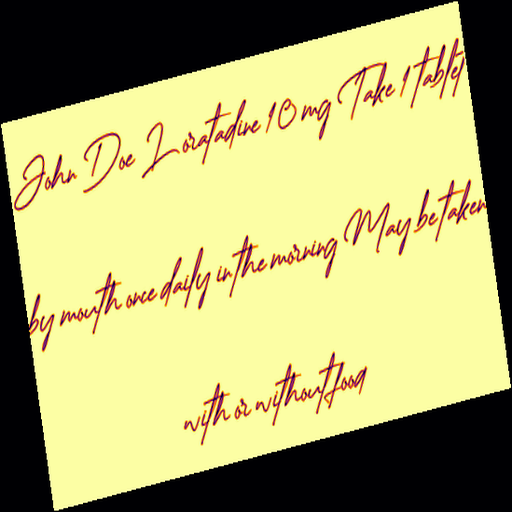 John Doe Loratadine 10 mg Take 1 tablet
by mouth once daily in the morning May be taken
with or without food